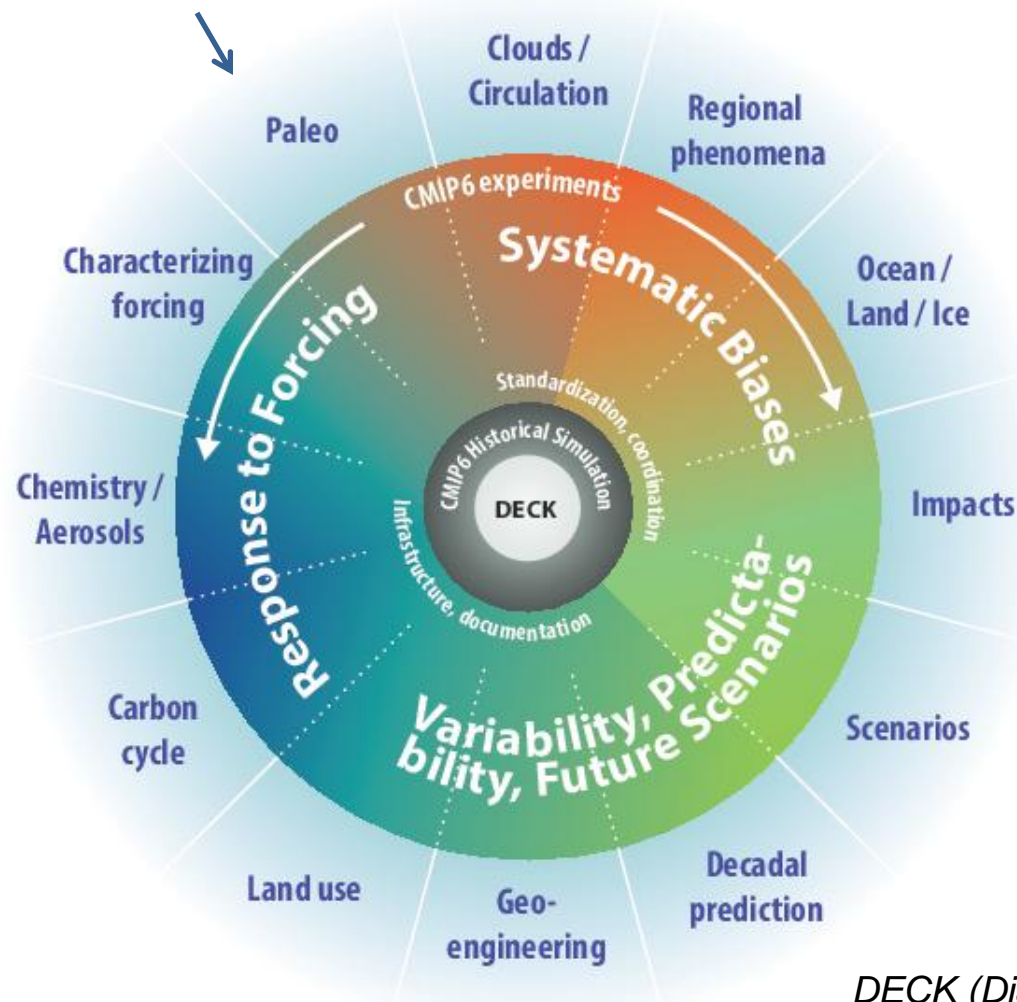 Clouds /
Circulation
Regional
phenomena
Ocean /
Land / Ice
Impacts
Scenarios
Decadal
prediction
Geo-
engineering
Land use
Carbon
cycle
Chemistry /
Aerosols
Characterizing
forcing
Paleo
CMIP6 experiments
Systematic Biases
Response to Forcing
Variability, Predicta-
bility, Future Scenarios
Standardization, coordination
Infrastructure, documentation
CMIP6 Historical Simulation
DECK
DECK (Di